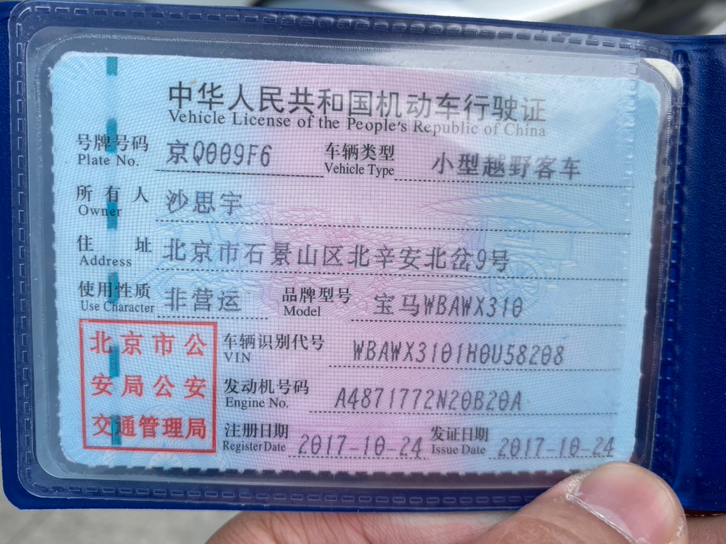 中华人民共和国机动车行驶证
Vehicle License of the People's Republic of China
号牌号码 京Q009F6 车辆类型 小型越野客车
Plate No. Vehicle Type
所有人 沙思宇
Owner
住址 北京市石景山区北辛安北岔9号
Address
使用性质 非营运 品牌型号 宝马WBAWX310
Use Character Model
北京市公
安局公安
交通管理局
车辆识别代号 WBAWX3101H0U58208
VIN
发动机号码 A4871772N20B20A
Engine No.
注册日期 2017-10-24 发证日期 2017-10-24
Register Date Issue Date